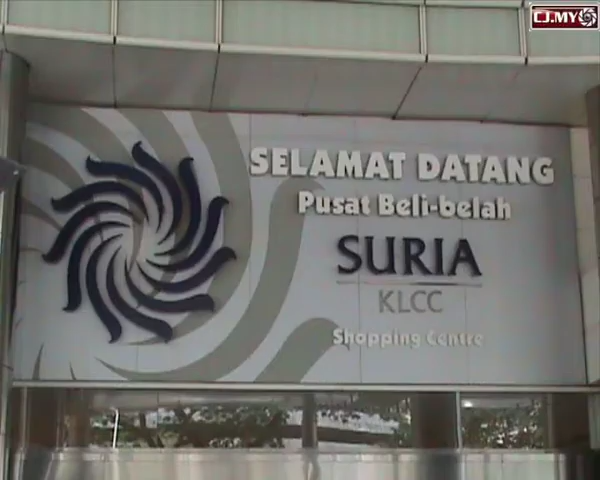 CJ.MY
SELAMAT DATANG
Pusat Beli-belah
SURIA
KLCC
Shopping Centre